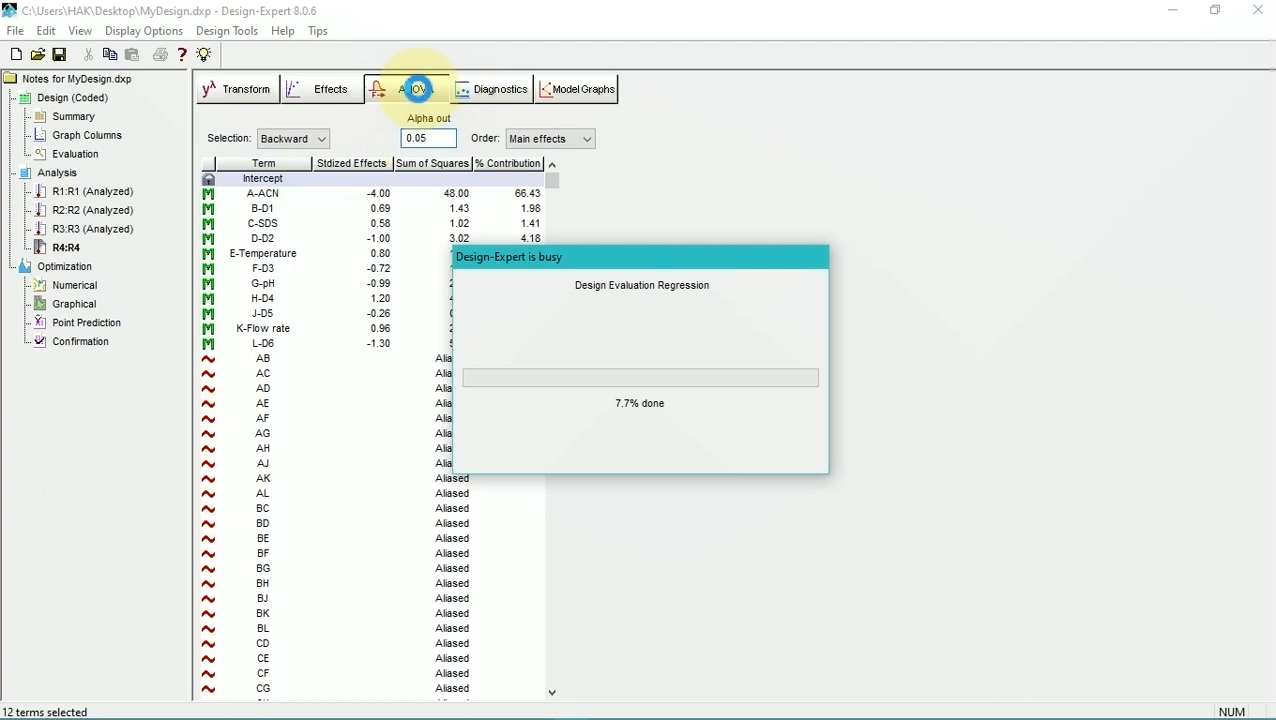 C:\Users\HAK\Desktop\MyDesign.dxp - Design-Expert 8.0.6
File Edit View Display Options Design Tools Help Tips
Notes for MyDesign.dxp
Design (Coded)
Summary
Graph Columns
Evaluation
Analysis
R1:R1 (Analyzed)
R2:R2 (Analyzed)
R3:R3 (Analyzed)
R4:R4
Optimization
Numerical
Graphical
Point Prediction
Confirmation
Transform Effects ANOVA Diagnostics Model Graphs
Alpha out
Selection: Backward 0.05 Order: Main effects
Term Stdized Effects Sum of Squares % Contribution
Intercept
A-ACN -4.00 48.00 66.43
B-D1 0.69 1.43 1.98
C-SDS 0.58 1.02 1.41
D-D2 -1.00 3.02 4.18
E-Temperature 0.80
F-D3 -0.72
G-pH -0.99
H-D4 1.20
J-D5 -0.26
K-Flow rate 0.96
L-D6 -1.30
AB
AC
AD
AE
AF
AG
AH
AJ
AK Aliased
AL Aliased
BC Aliased
BD Aliased
BE Aliased
BF Aliased
BG Aliased
BH Aliased
BJ Aliased
BK Aliased
BL Aliased
CD Aliased
CE Aliased
CF Aliased
CG Aliased
Design-Expert is busy
Design Evaluation Regression
7.7% done
12 terms selected
NUM